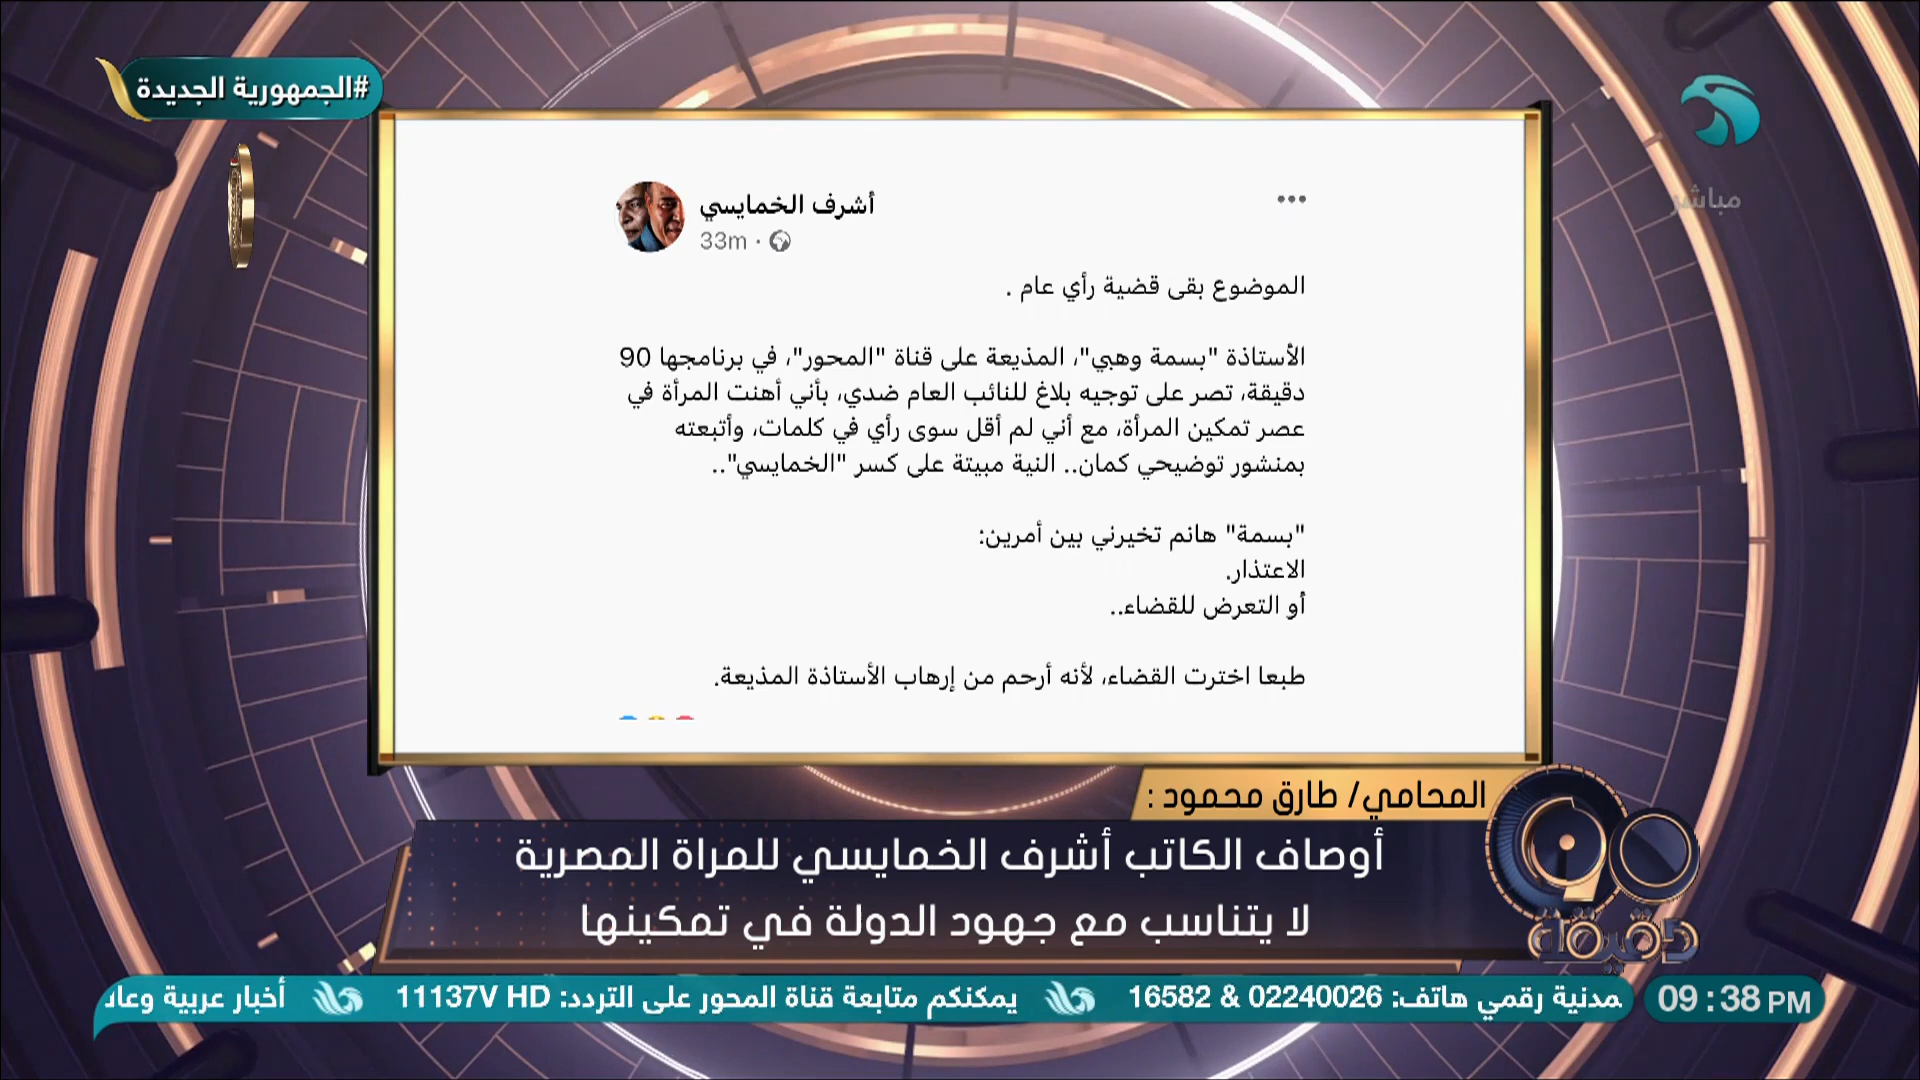 #الجمهورية الجديدة
مباشر
أشرف الخمايسي
33m ·
الموضوع بقى قضية رأي عام .
الأستاذة "بسمة وهبي"، المذيعة على قناة "المحور"، في برنامجها 90
دقيقة، تصر على توجيه بلاغ للنائب العام ضدي، بأني أهنت المرأة في
عصر تمكين المرأة، مع أني لم أقل سوى رأي في كلمات، وأتبعته
بمنشور توضيحي كمان.. النية مبيتة على كسر "الخمايسي"..
"بسمة" هانم تخيرني بين أمرين:
الاعتذار.
أو التعرض للقضاء..
طبعا اخترت القضاء، لأنه أرحم من إرهاب الأستاذة المذيعة.
المحامي/ طارق محمود :
أوصاف الكاتب أشرف الخمايسي للمراة المصرية
لا يتناسب مع جهود الدولة في تمكينها
90
دقيقة
مدنية رقمي هاتف: 02240026 & 16582 يمكنكم متابعة قناة المحور على التردد: 11137V HD أخبار عربية وعا
09:38 PM